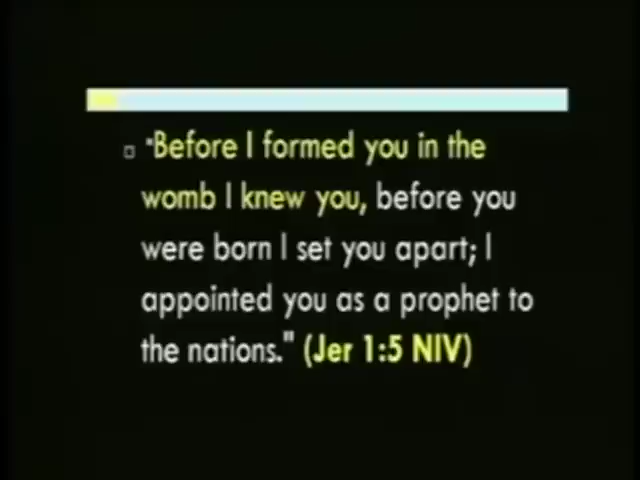 "Before I formed you in the
womb I knew you, before you
were born I set you apart; I
appointed you as a prophet to
the nations." (Jer 1:5 NIV)